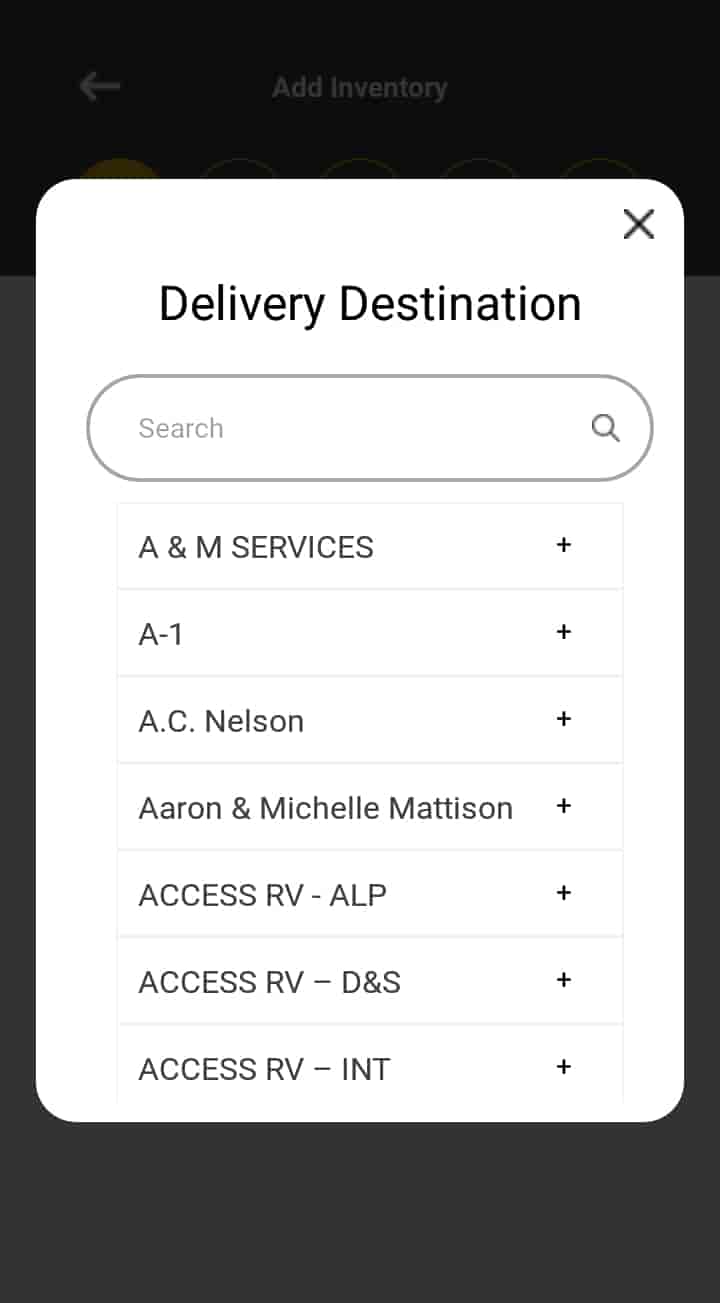 Add Inventory
Delivery Destination
Search
A & M SERVICES +
A-1 +
A.C. Nelson +
Aaron & Michelle Mattison +
ACCESS RV - ALP +
ACCESS RV – D&S +
ACCESS RV – INT +